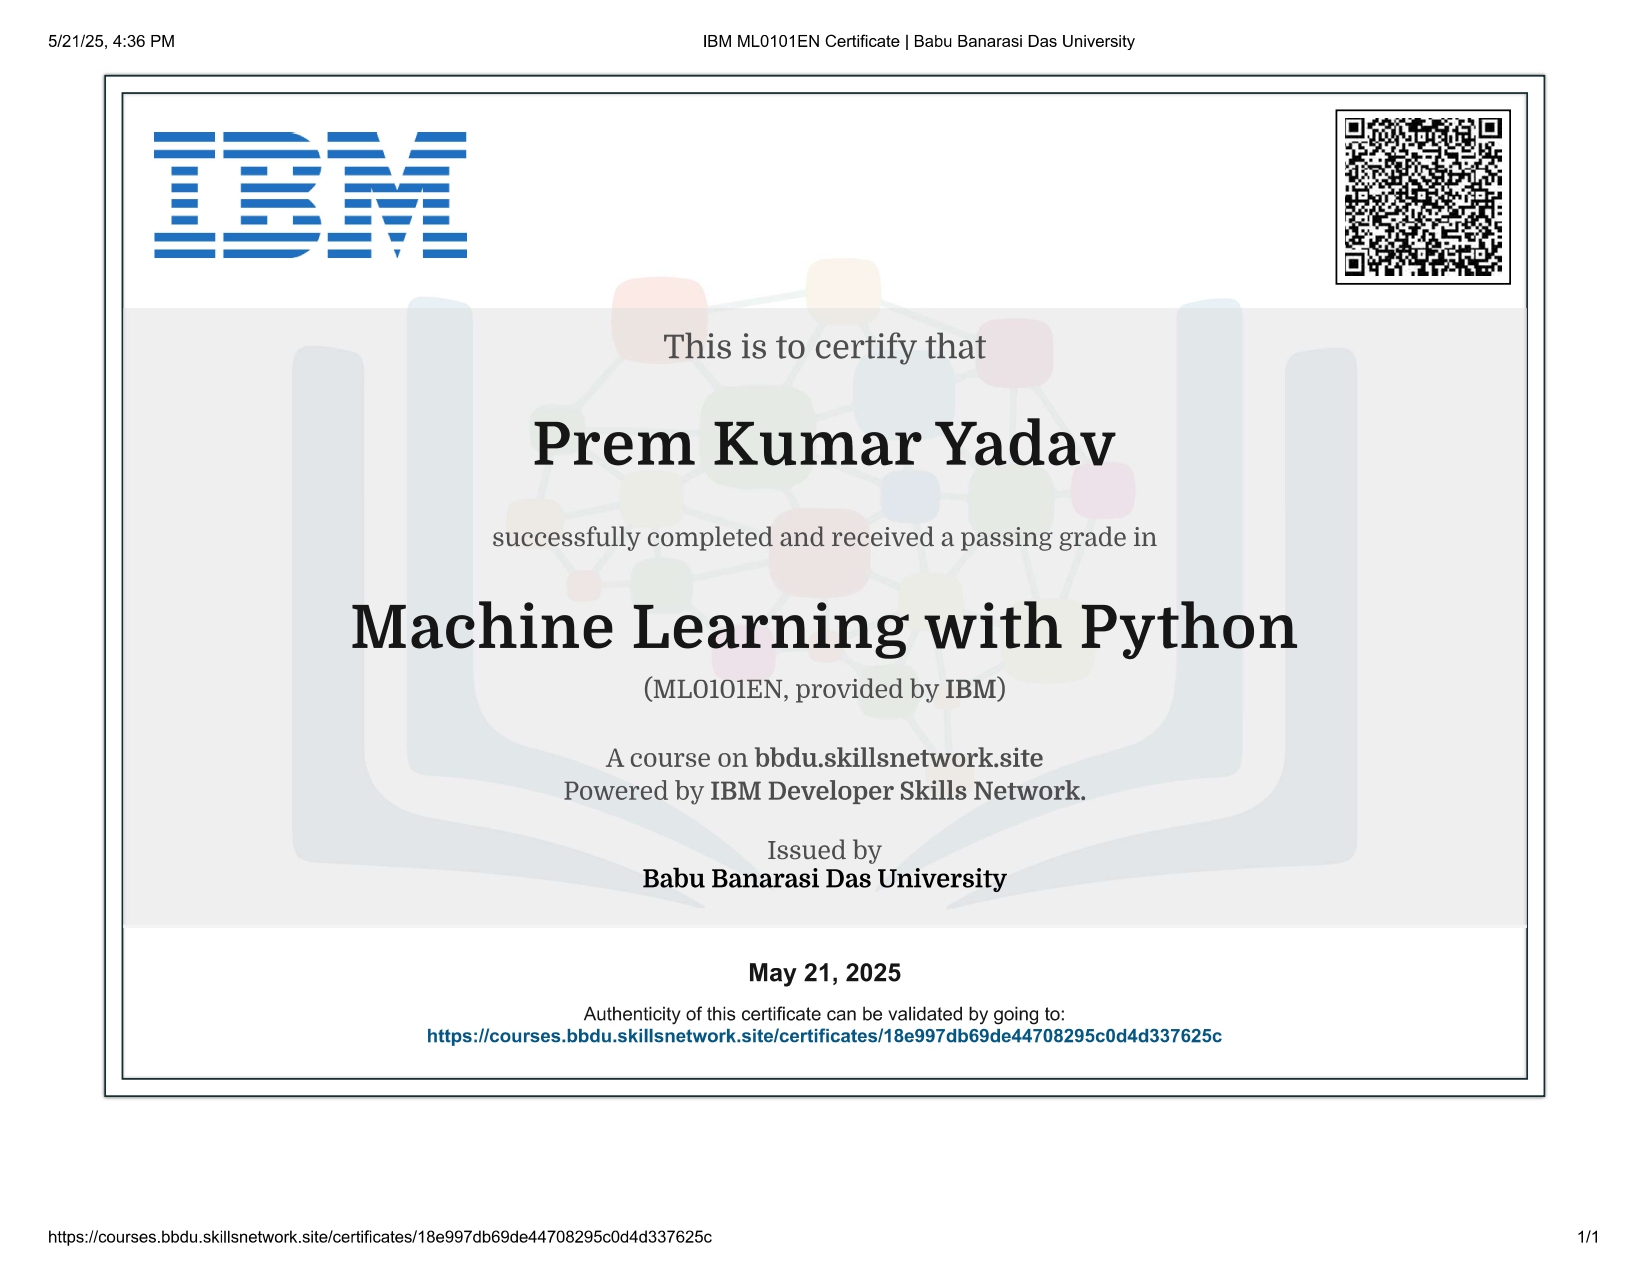 5/21/25, 4:36 PM
IBM ML0101EN Certificate | Babu Banarasi Das University
IBM
This is to certify that
Prem Kumar Yadav
successfully completed and received a passing grade in
Machine Learning with Python
(ML0101EN, provided by IBM)
A course on bbdu.skillsnetwork.site
Powered by IBM Developer Skills Network.
Issued by
Babu Banarasi Das University
May 21, 2025
Authenticity of this certificate can be validated by going to:
https://courses.bbdu.skillsnetwork.site/certificates/18e997db69de44708295c0d4d337625c
https://courses.bbdu.skillsnetwork.site/certificates/18e997db69de44708295c0d4d337625c
1/1